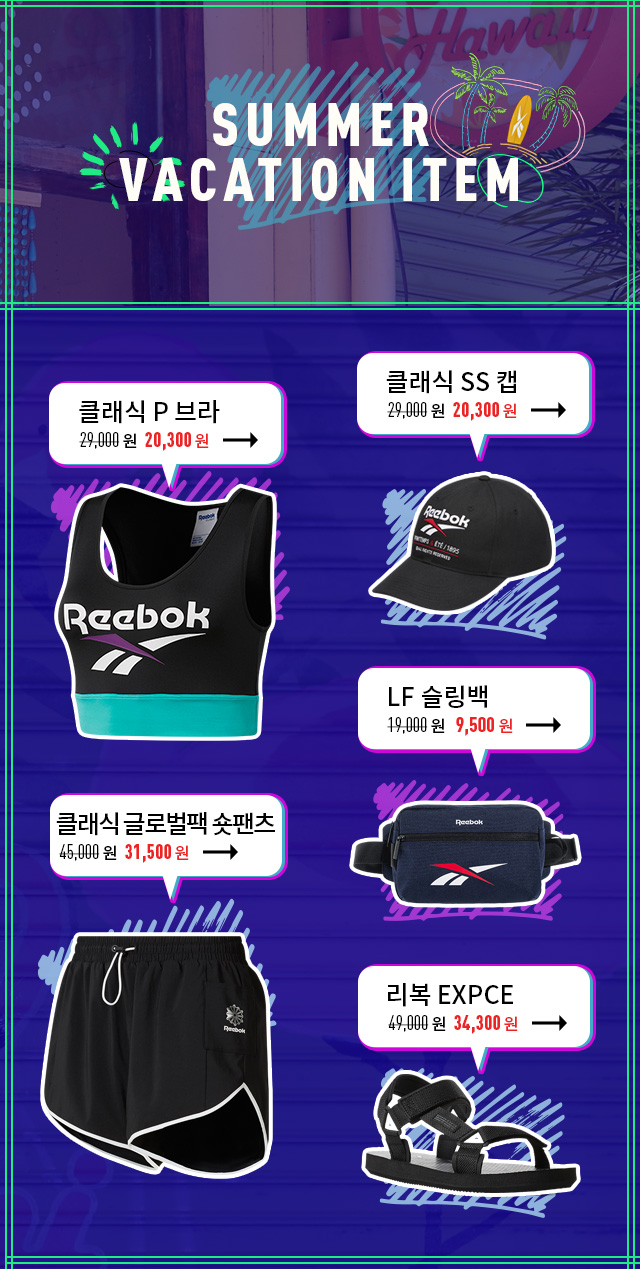 Hawaii
SUMMER
VACATION ITEM
클래식 P 브라
29,000 원 20,300 원
Reebok
클래식 SS 캡
29,000 원 20,300 원
Reebok
LF 슬링백
19,000 원 9,500 원
Reebok
클래식 글로벌팩 숏팬츠
45,000 원 31,500 원
Reebok
리복 EXPCE
49,000 원 34,300 원